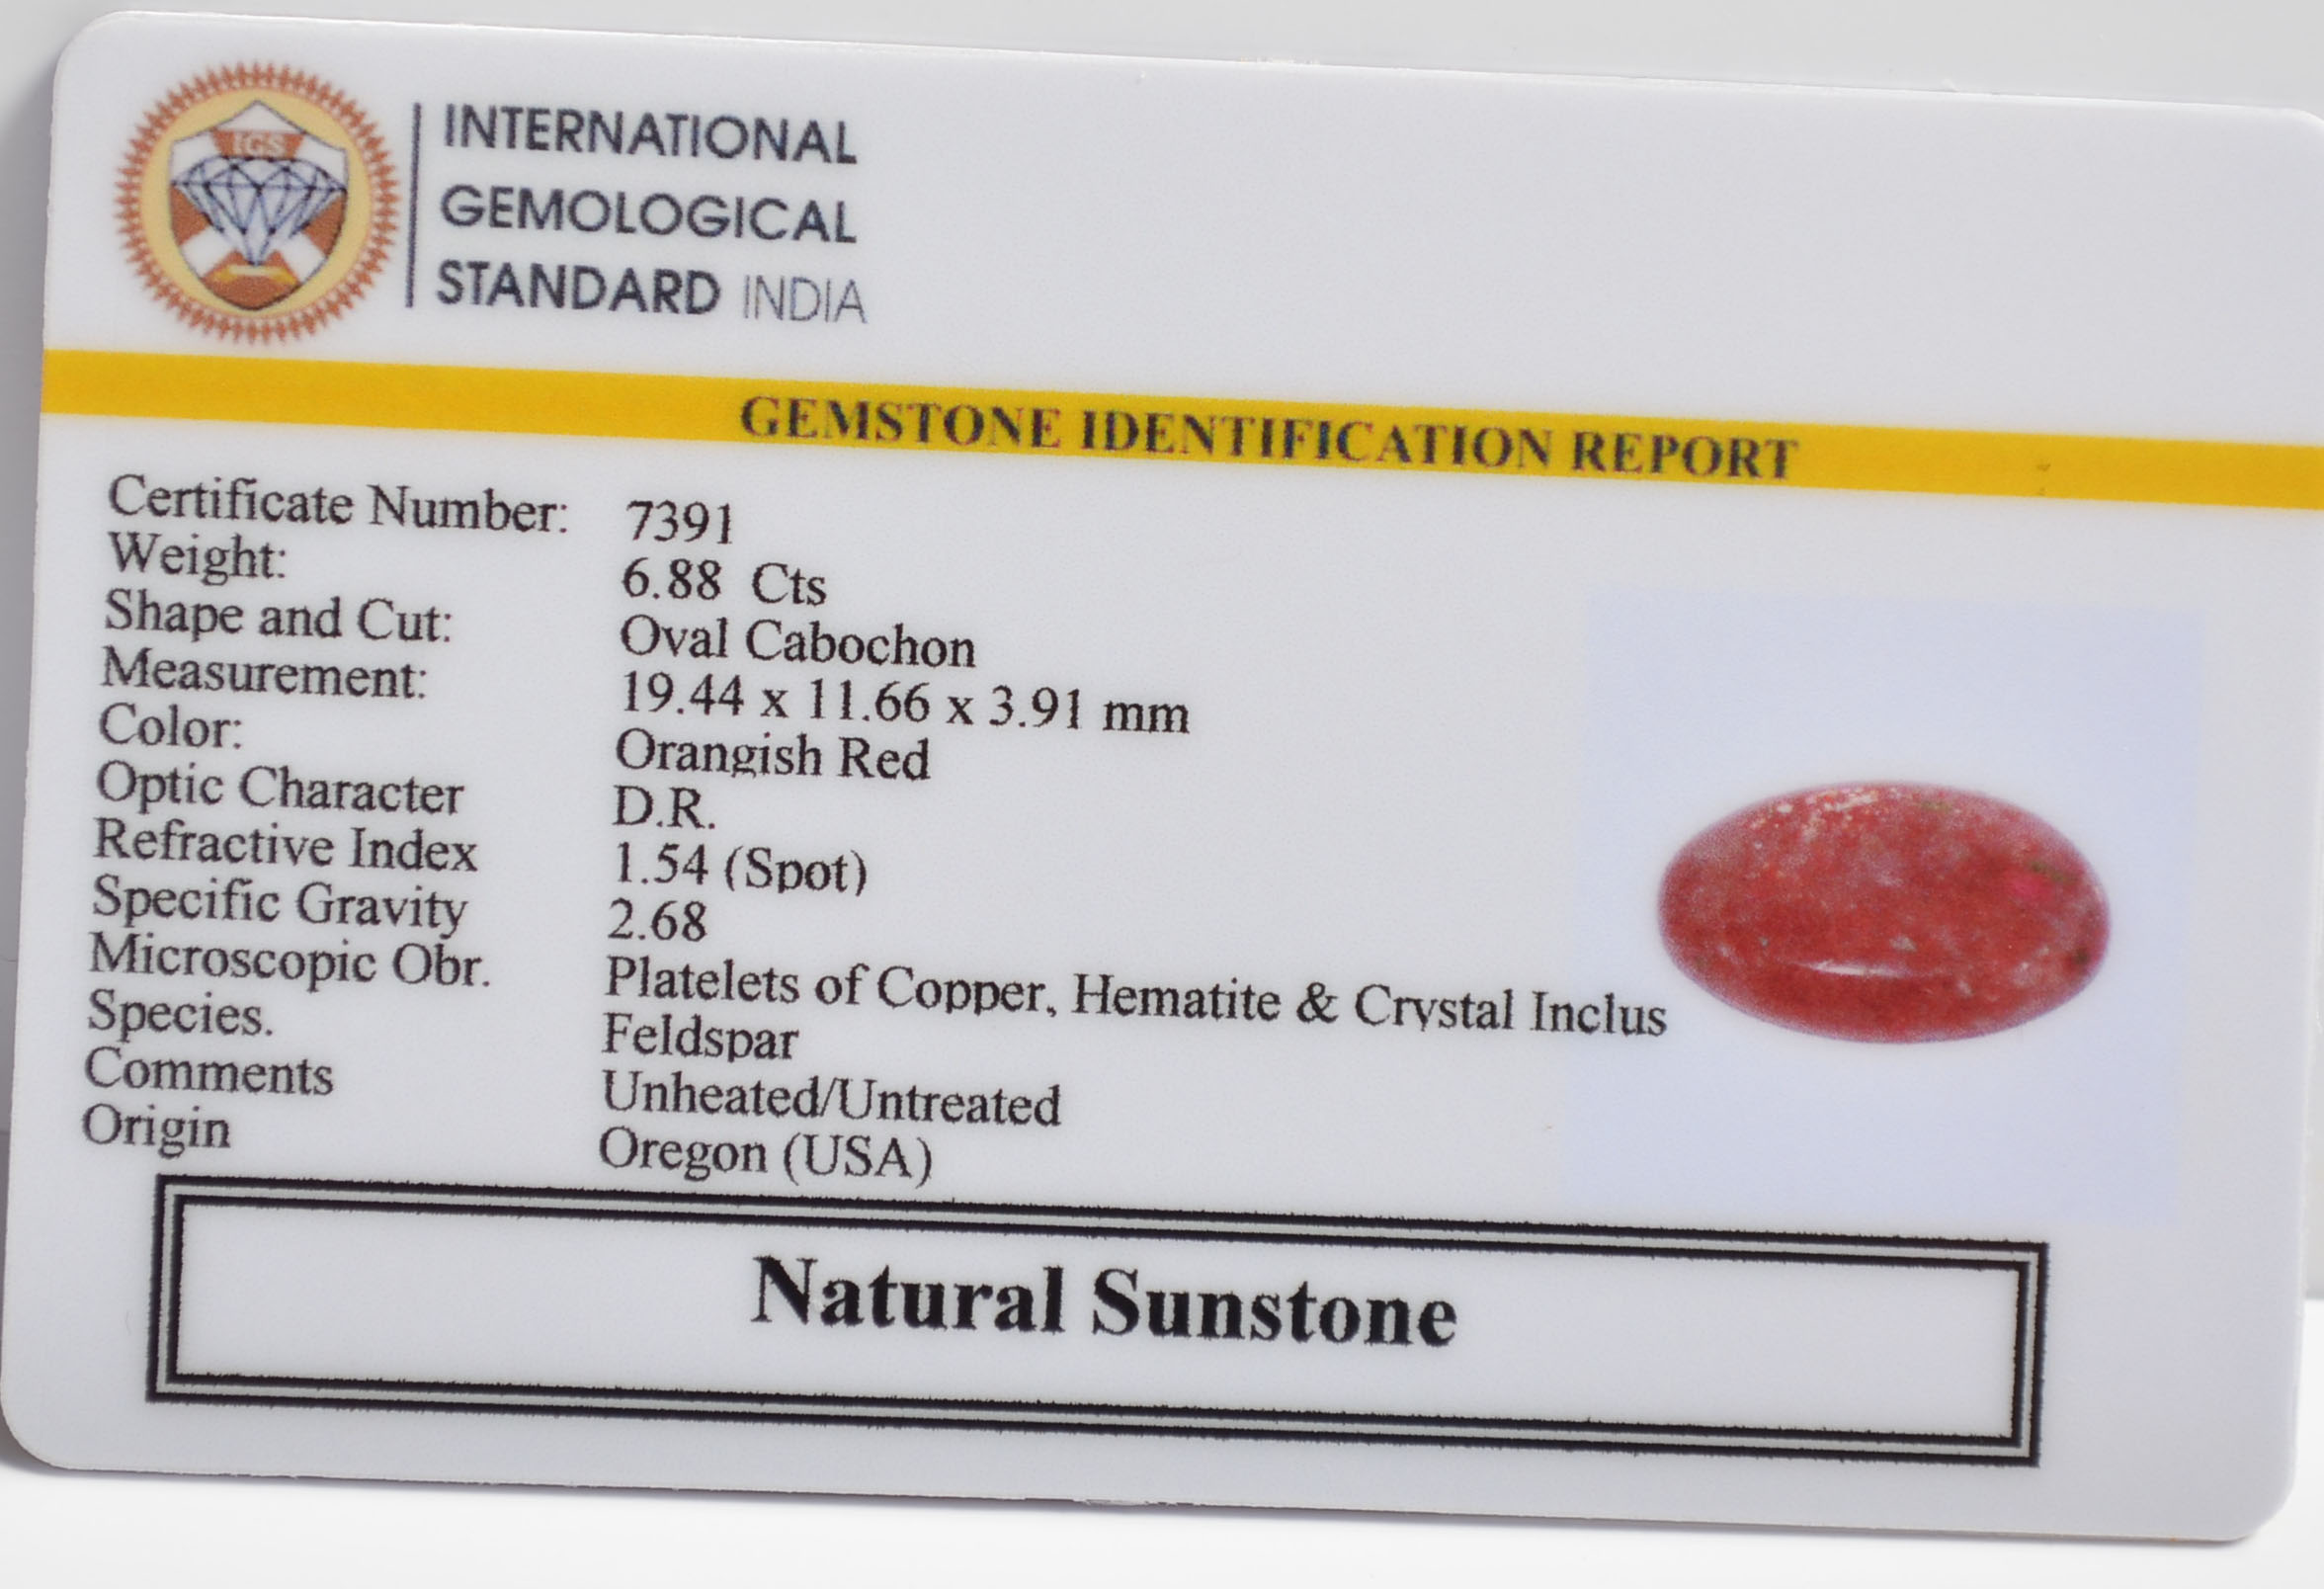 IGS
INTERNATIONAL
GEMOLOGICAL
STANDARD INDIA
GEMSTONE IDENTIFICATION REPORT
Certificate Number: 7391
Weight: 6.88 Cts
Shape and Cut: Oval Cabochon
Measurement: 19.44 x 11.66 x 3.91 mm
Color: Orangish Red
Optic Character D.R.
Refractive Index 1.54 (Spot)
Specific Gravity 2.68
Microscopic Obr. Platelets of Copper, Hematite & Crystal Inclus
Species. Feldspar
Comments Unheated/Untreated
Origin Oregon (USA)
Natural Sunstone